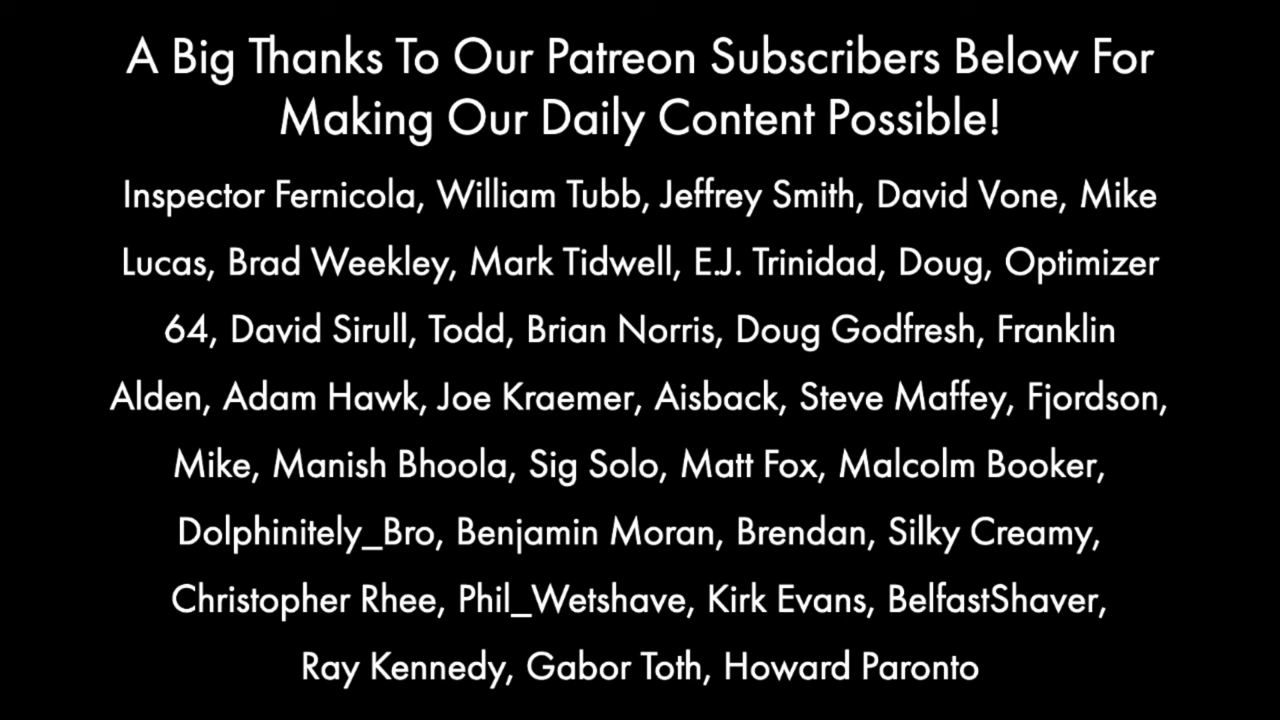 A Big Thanks To Our Patreon Subscribers Below For
Making Our Daily Content Possible!
Inspector Fernicola, William Tubb, Jeffrey Smith, David Vone, Mike
Lucas, Brad Weekley, Mark Tidwell, E.J. Trinidad, Doug, Optimizer
64, David Sirull, Todd, Brian Norris, Doug Godfresh, Franklin
Alden, Adam Hawk, Joe Kraemer, Aisback, Steve Maffey, Fjordson,
Mike, Manish Bhoola, Sig Solo, Matt Fox, Malcolm Booker,
Dolphinitely_Bro, Benjamin Moran, Brendan, Silky Creamy,
Christopher Rhee, Phil_Wetshave, Kirk Evans, BelfastShaver,
Ray Kennedy, Gabor Toth, Howard Paronto